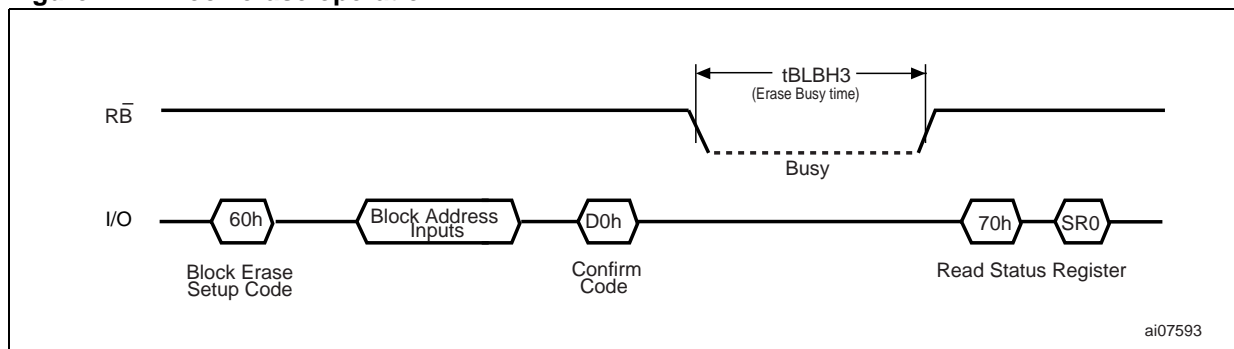 tBLBH3
(Erase Busy time)
RB̅
Busy
I/O
60h
Block Address
Inputs
D0h
70h
SR0
Block Erase
Setup Code
Confirm
Code
Read Status Register
ai07593